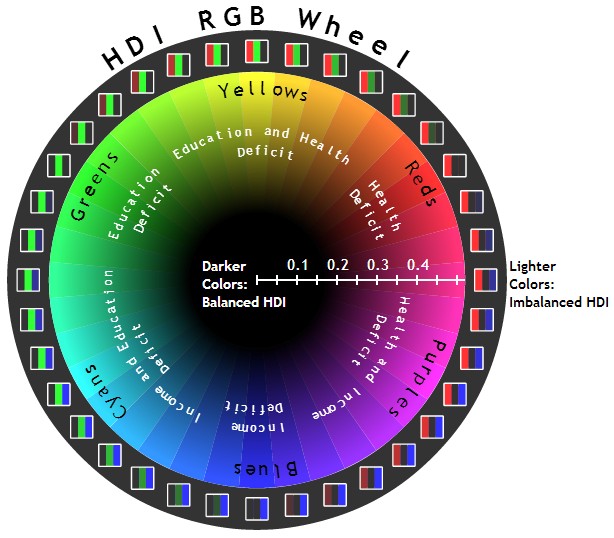 HDI RGB Wheel
Yellows
Education and Health
Deficit
Reds
Health
Deficit
Greens
Education
Deficit
Darker
Colors:
Balanced HDI
0.1 0.2 0.3 0.4
Lighter
Colors:
Imbalanced HDI
Purples
Health and Income
Deficit
Cyans
Income and Education
Deficit
Blues
Income
Deficit